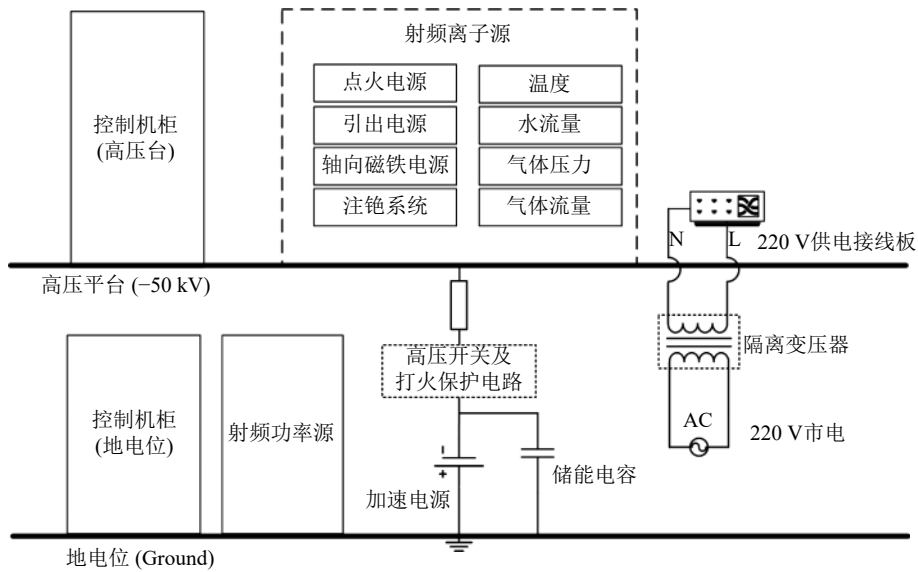 射频离子源
点火电源
温度
引出电源
水流量
轴向磁铁电源
气体压力
注铯系统
气体流量
控制机柜
(高压台)
N
L
220 V供电接线板
高压平台 (−50 kV)
隔离变压器
高压开关及
打火保护电路
控制机柜
(地电位)
射频功率源
AC
220 V市电
储能电容
加速电源
地电位 (Ground)